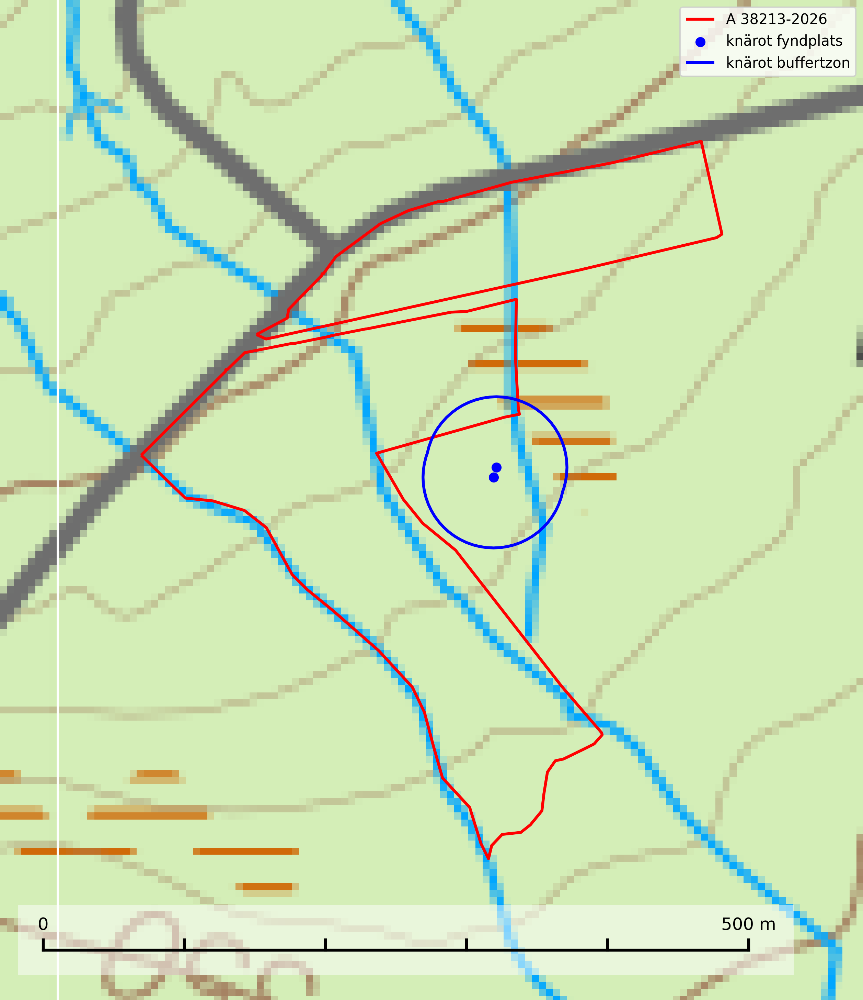 A 38213-2026
knärot fyndplats
knärot buffertzon
0
500 m